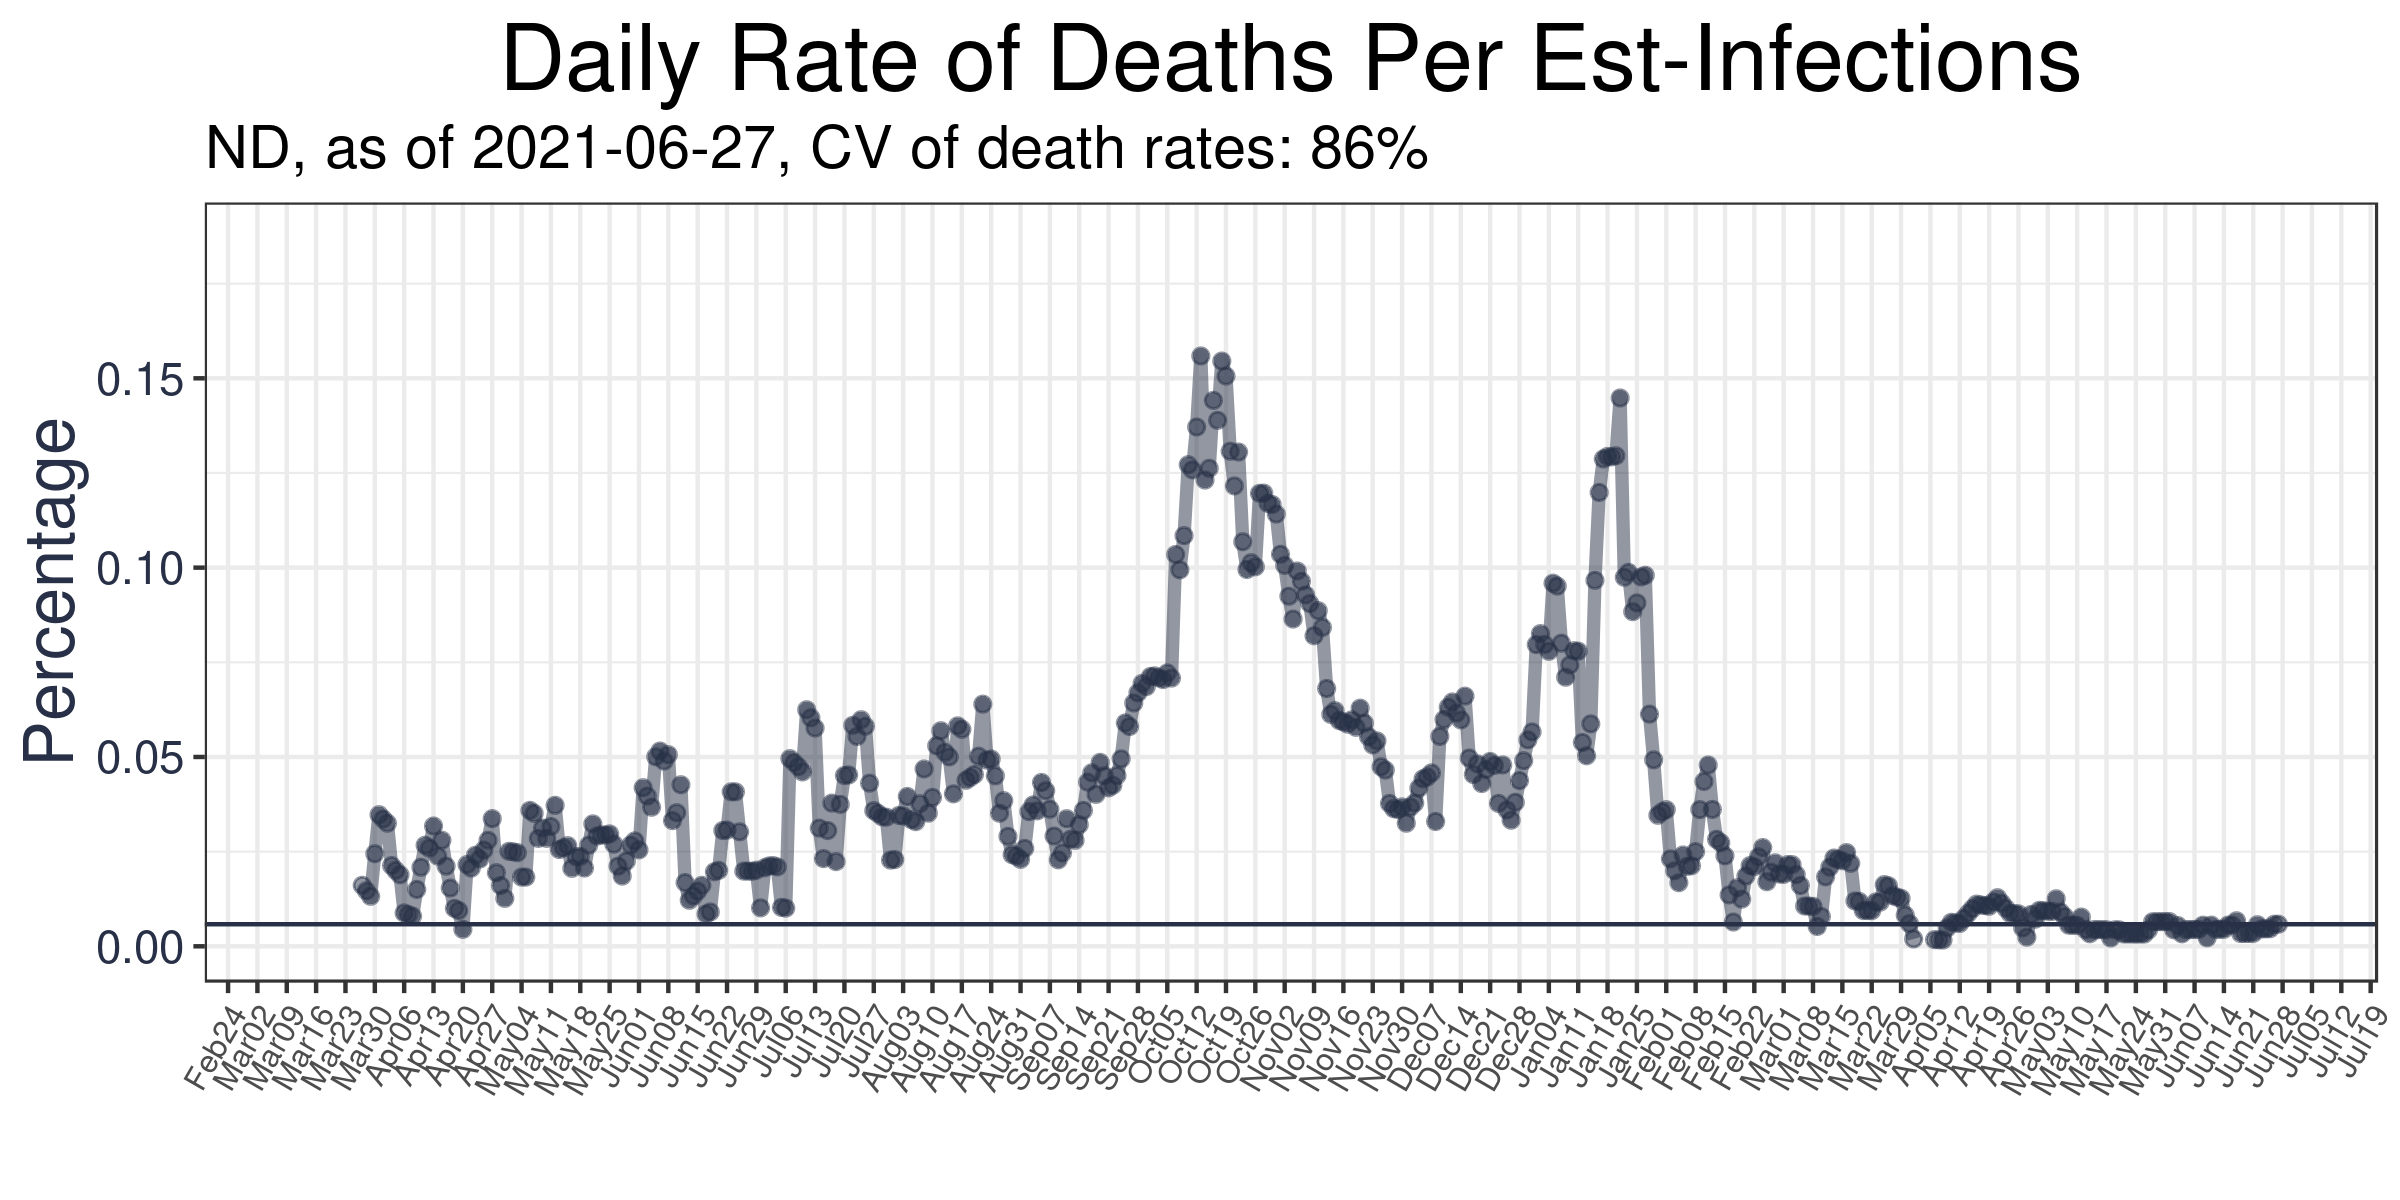 Daily Rate of Deaths Per Est-Infections
ND, as of 2021-06-27, CV of death rates: 86%
Percentage
0.15
0.10
0.05
0.00
Feb24
Mar02
Mar09
Mar16
Mar23
Mar30
Apr06
Apr13
Apr20
Apr27
May04
May11
May18
May25
Jun01
Jun08
Jun15
Jun22
Jun29
Jul06
Jul13
Jul20
Jul27
Aug03
Aug10
Aug17
Aug24
Aug31
Sep07
Sep14
Sep21
Sep28
Oct05
Oct12
Oct19
Oct26
Nov02
Nov09
Nov16
Nov23
Nov30
Dec07
Dec14
Dec21
Dec28
Jan04
Jan11
Jan18
Jan25
Feb01
Feb08
Feb15
Feb22
Mar01
Mar08
Mar15
Mar22
Mar29
Apr05
Apr12
Apr19
Apr26
May03
May10
May17
May24
May31
Jun07
Jun14
Jun21
Jun28
Jul05
Jul12
Jul19